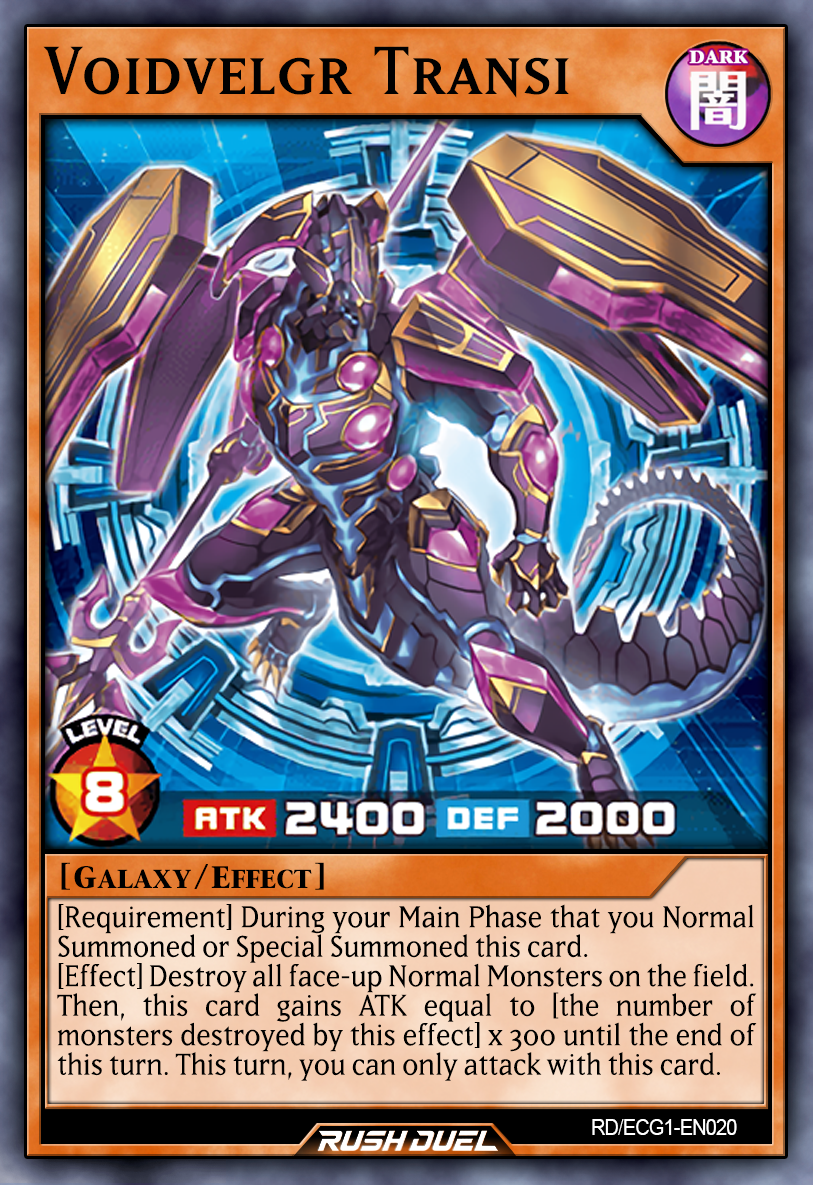 Voidvelgr Transi
DARK
闇
LEVEL
8
ATK 2400 DEF 2000
[Galaxy/Effect]
[Requirement] During your Main Phase that you Normal
Summoned or Special Summoned this card.
[Effect] Destroy all face-up Normal Monsters on the field.
Then, this card gains ATK equal to [the number of
monsters destroyed by this effect] x 300 until the end of
this turn. This turn, you can only attack with this card.
RD/ECG1-EN020
RUSH DUEL